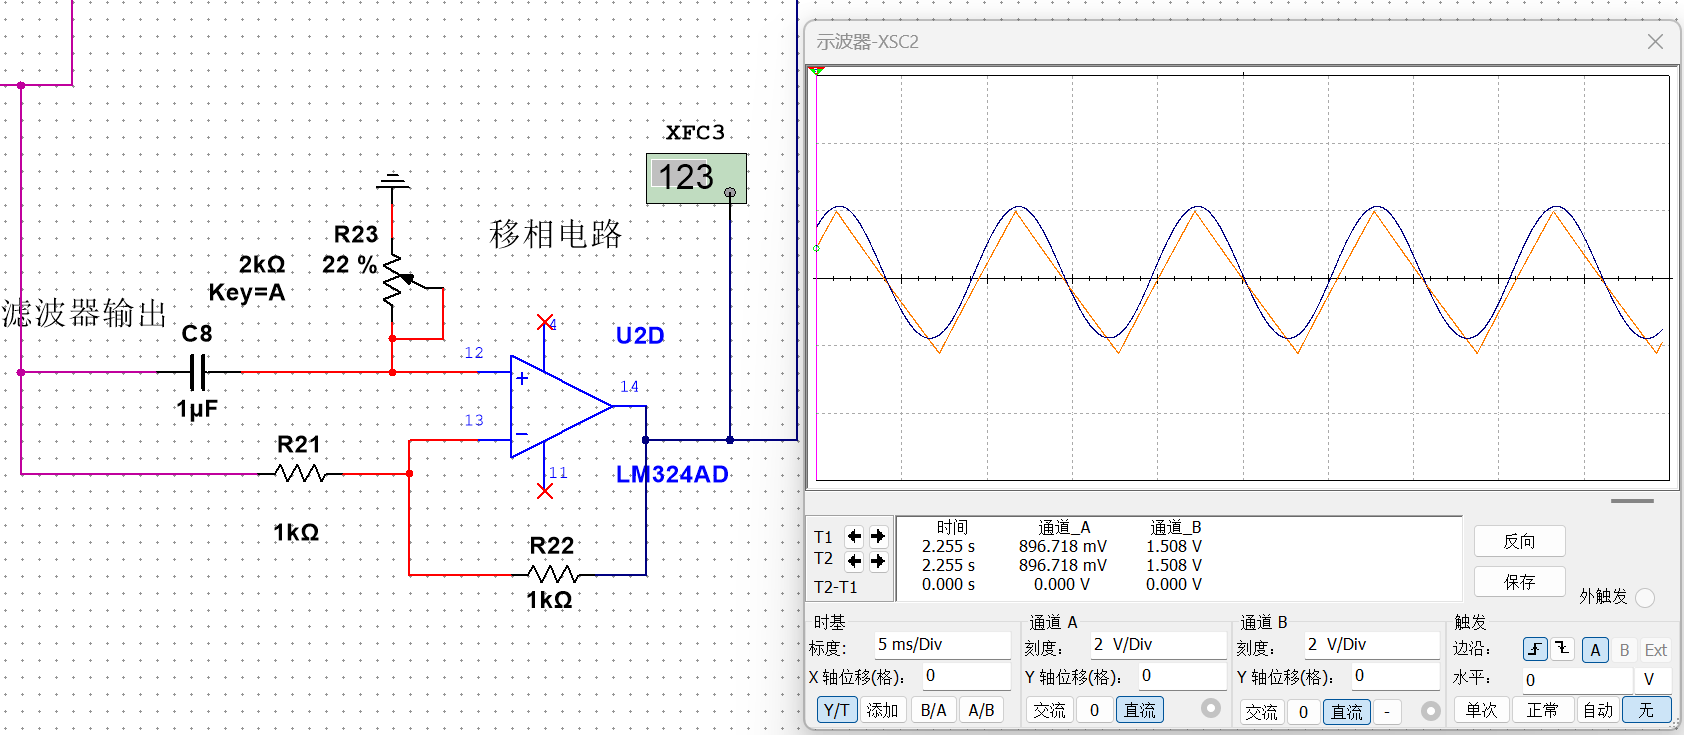 XFC3
123
移相电路
R23
2kΩ
22 %
Key=A
滤波器输出
C8
1µF
4
U2D
12
14
13
11
LM324AD
R21
1kΩ
R22
1kΩ
示波器-XSC2
时间 通道_A 通道_B
T1 2.255 s 896.718 mV 1.508 V
T2 2.255 s 896.718 mV 1.508 V
T2-T1 0.000 s 0.000 V 0.000 V
反向
保存
外触发
时基
标度: 5 ms/Div
X 轴位移(格): 0
Y/T 添加 B/A A/B
通道 A
刻度: 2 V/Div
Y 轴位移(格): 0
交流 0 直流
通道 B
刻度: 2 V/Div
Y 轴位移(格): 0
交流 0 直流 -
触发
边沿: A B Ext
水平: 0 V
单次 正常 自动 无